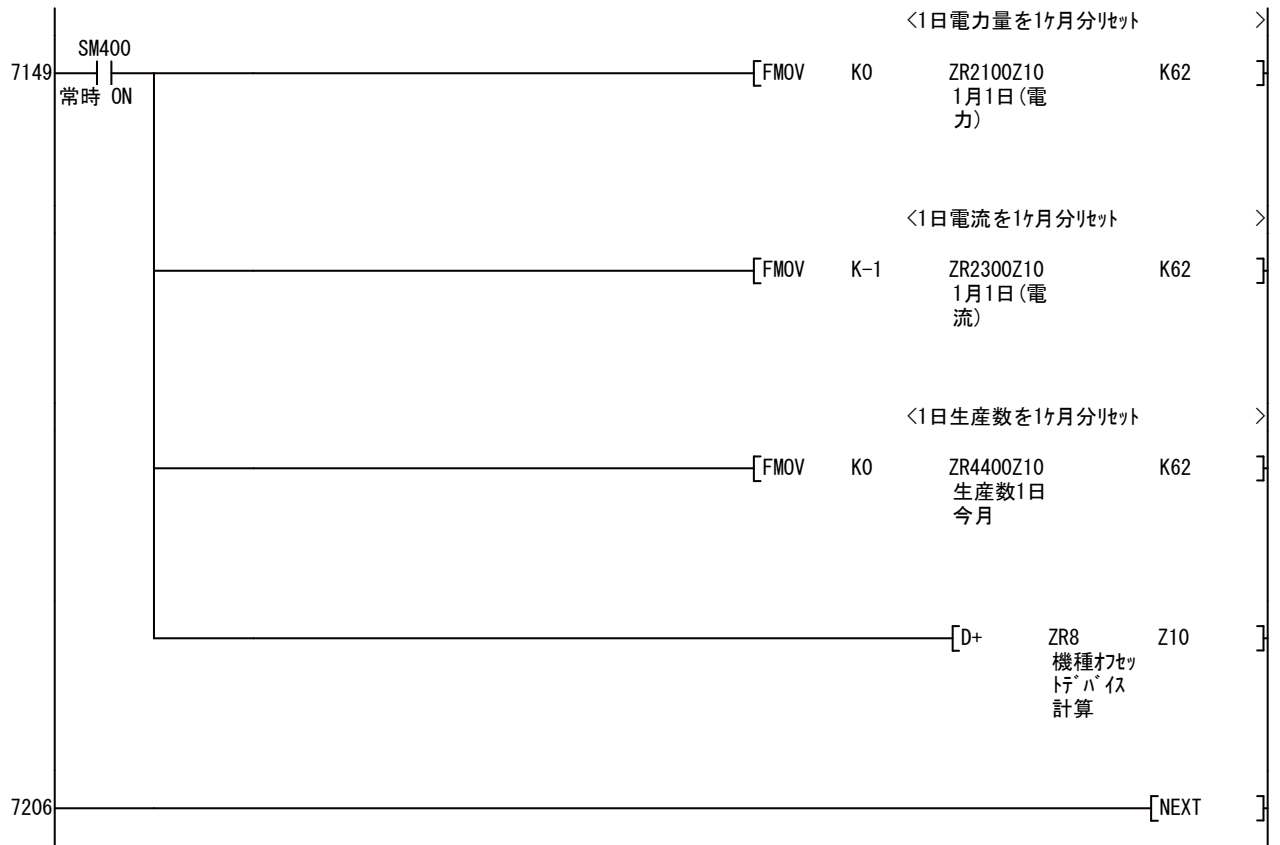 <1日電力量を1ヶ月分ﾘｾｯﾄ >
SM400
7149
常時 ON
[FMOV K0 ZR2100Z10 K62 ]
1月1日(電
力)
<1日電流を1ヶ月分ﾘｾｯﾄ >
[FMOV K-1 ZR2300Z10 K62 ]
1月1日(電
流)
<1日生産数を1ヶ月分ﾘｾｯﾄ >
[FMOV K0 ZR4400Z10 K62 ]
生産数1日
今月
[D+ ZR8 Z10 ]
機種ｵﾌｾｯ
ﾄﾃﾞﾊﾞｲｽ
計算
7206 [NEXT ]